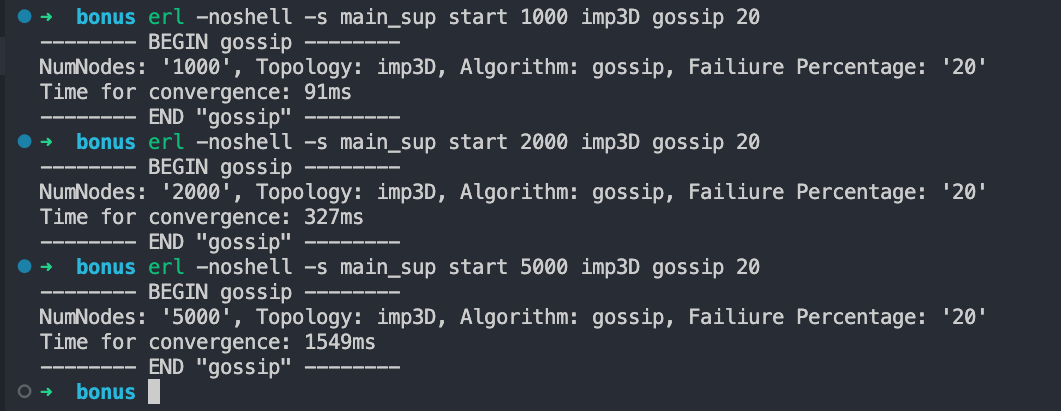 → bonus erl -noshell -s main_sup start 1000 imp3D gossip 20
-------- BEGIN gossip --------
NumNodes: '1000', Topology: imp3D, Algorithm: gossip, Failiure Percentage: '20'
Time for convergence: 91ms
-------- END "gossip" --------
→ bonus erl -noshell -s main_sup start 2000 imp3D gossip 20
-------- BEGIN gossip --------
NumNodes: '2000', Topology: imp3D, Algorithm: gossip, Failiure Percentage: '20'
Time for convergence: 327ms
-------- END "gossip" --------
→ bonus erl -noshell -s main_sup start 5000 imp3D gossip 20
-------- BEGIN gossip --------
NumNodes: '5000', Topology: imp3D, Algorithm: gossip, Failiure Percentage: '20'
Time for convergence: 1549ms
-------- END "gossip" --------
→ bonus